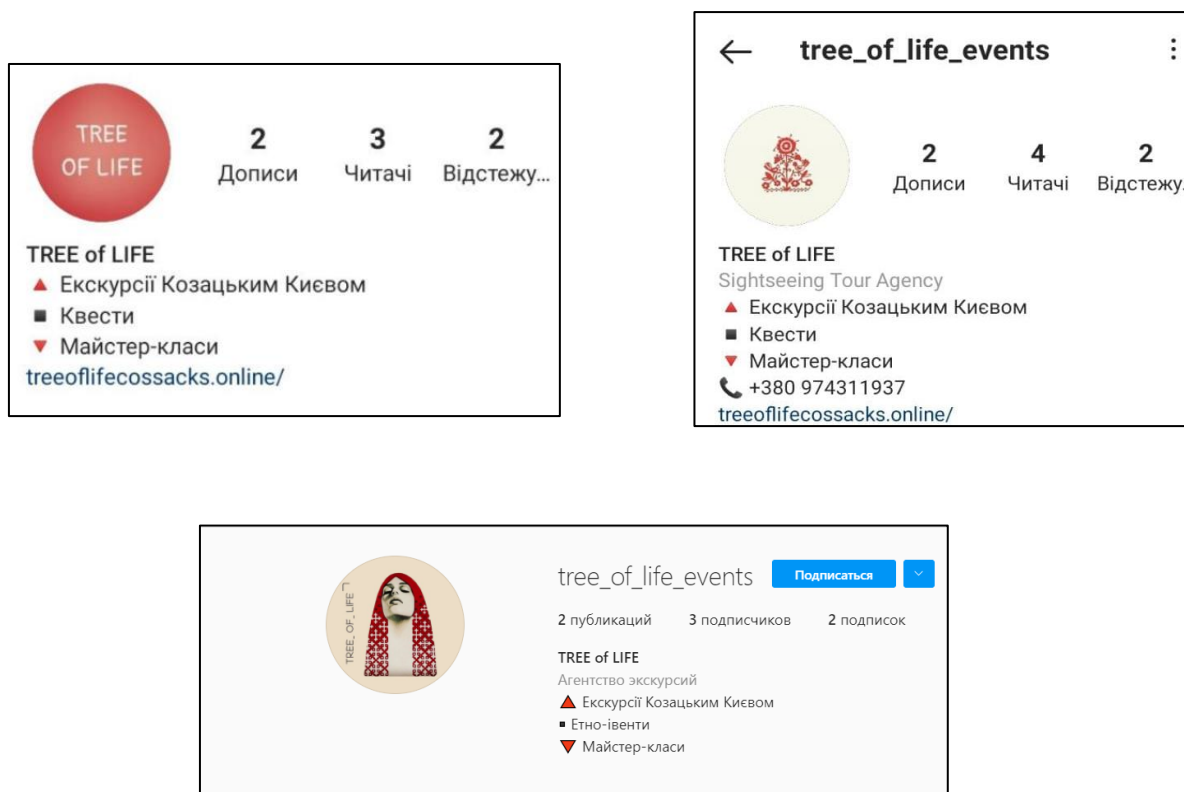 TREE
OF LIFE
2 3 2
Дописи Читачі Відстежу...
TREE of LIFE
🔺 Екскурсії Козацьким Києвом
◾ Квести
🔻 Майстер-класи
treeoflifecossacks.online/
← tree_of_life_events ⋮
2 4 2
Дописи Читачі Відстежу.
TREE of LIFE
Sightseeing Tour Agency
🔺 Екскурсії Козацьким Києвом
◾ Квести
🔻 Майстер-класи
📞 +380 974311937
treeoflifecossacks.online/
TREE_OF_LIFE
tree_of_life_events Подписаться
2 публикаций 3 подписчиков 2 подписок
TREE of LIFE
Агентство экскурсий
🔺 Екскурсії Козацьким Києвом
▪ Етно-івенти
🔻 Майстер-класи